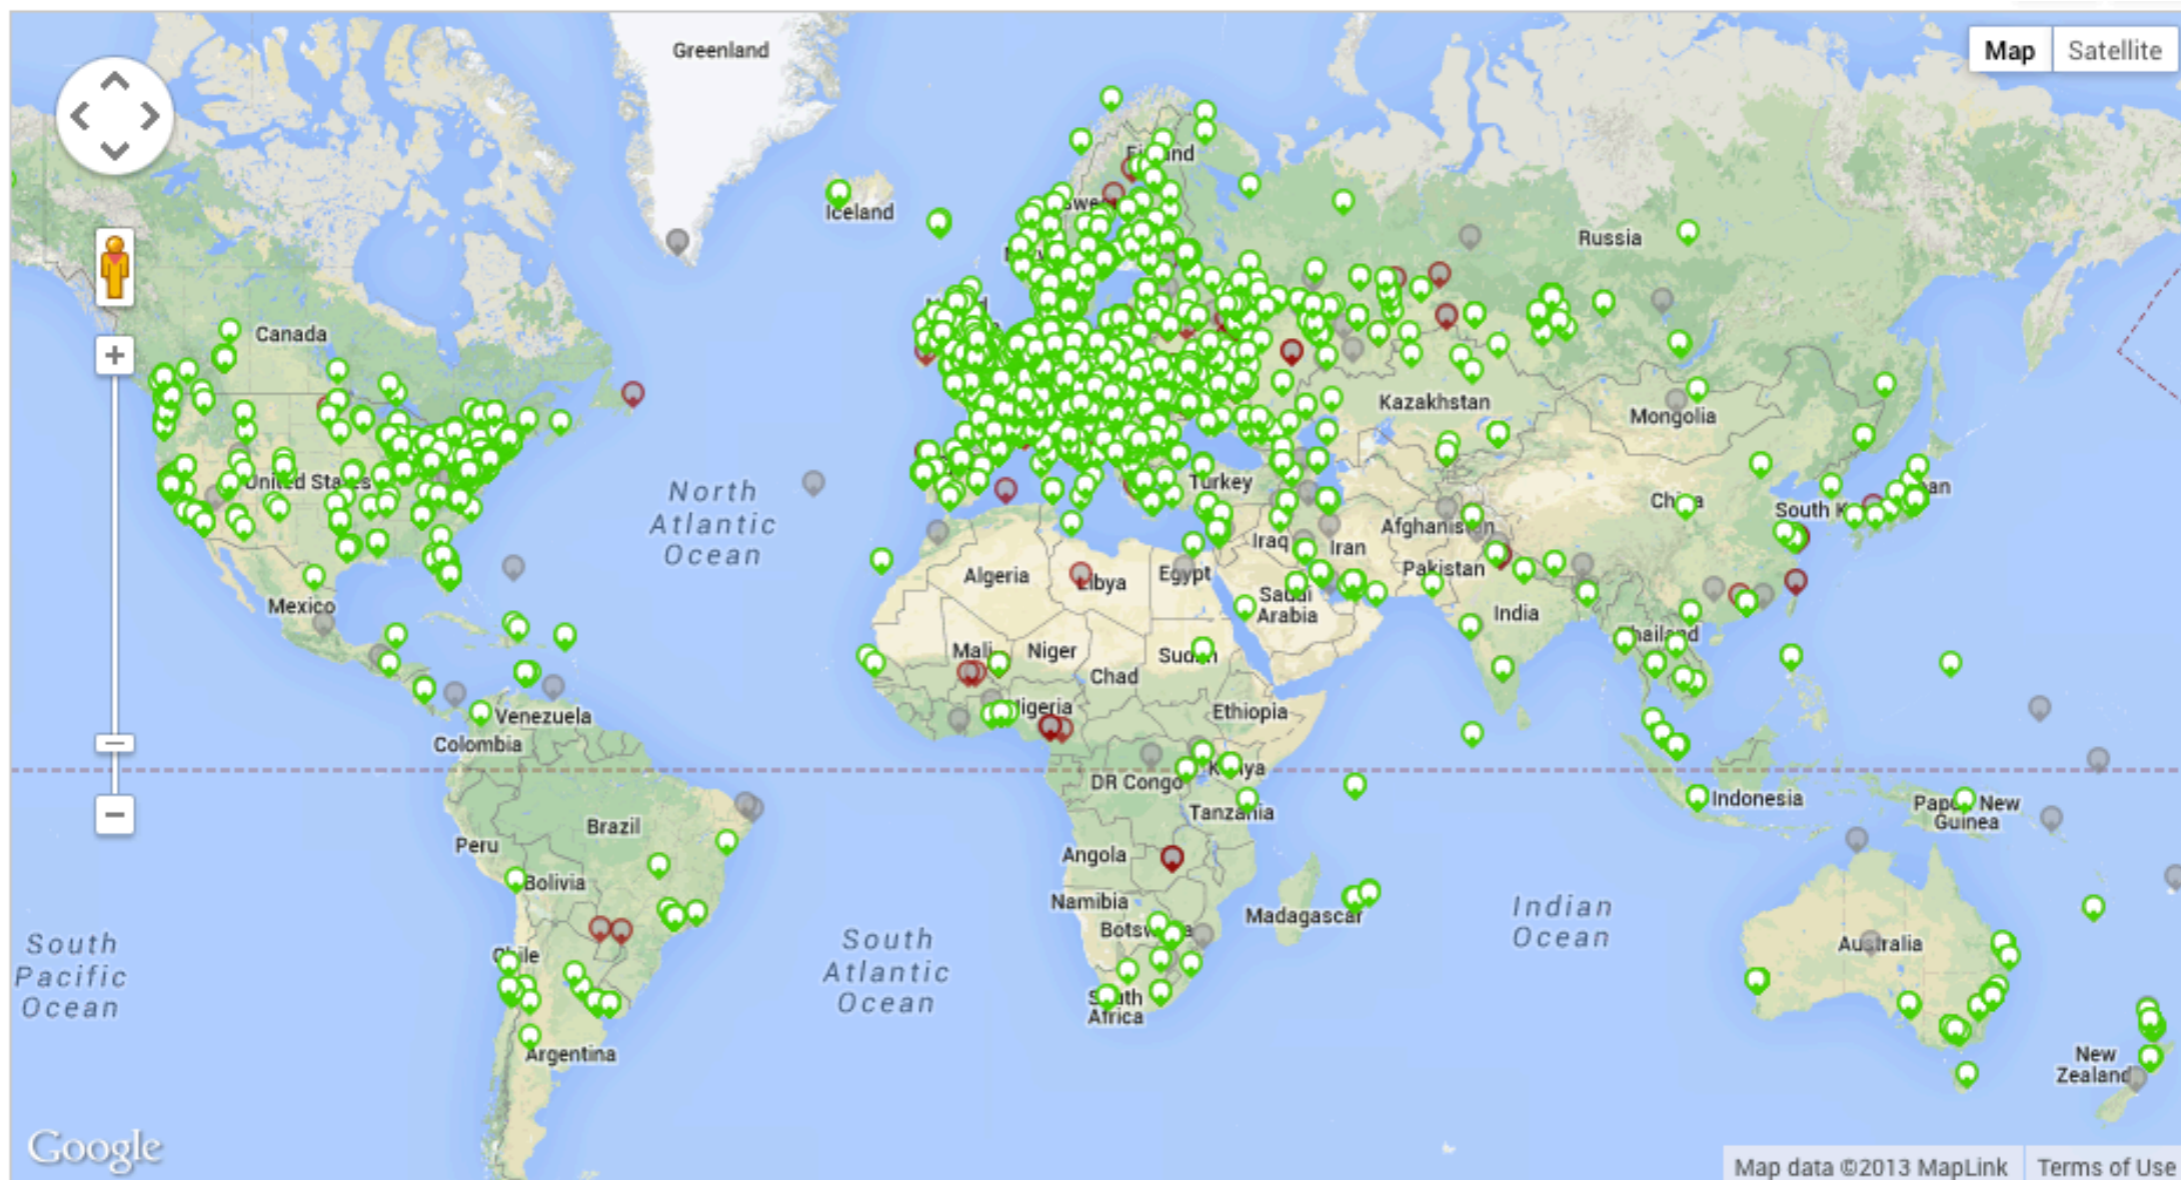 Greenland
Map Satellite
Finland
Iceland
Russia
Canada
Kazakhstan
Mongolia
United States
North
Atlantic
Ocean
Turkey
China
South K
Afghanistan
Iraq
Iran
Algeria
Libya
Egypt
Pakistan
Saudi
Arabia
India
Mexico
Thailand
Mali
Niger
Sudan
Chad
Nigeria
Ethiopia
Venezuela
Colombia
Kenya
DR Congo
Tanzania
Indonesia
Papua New
Guinea
Brazil
Peru
Angola
Bolivia
Namibia
Madagascar
Indian
Ocean
Botswana
South
Pacific
Ocean
South
Atlantic
Ocean
Chile
Australia
South
Africa
Argentina
New
Zealand
Google
Map data ©2013 MapLink Terms of Use